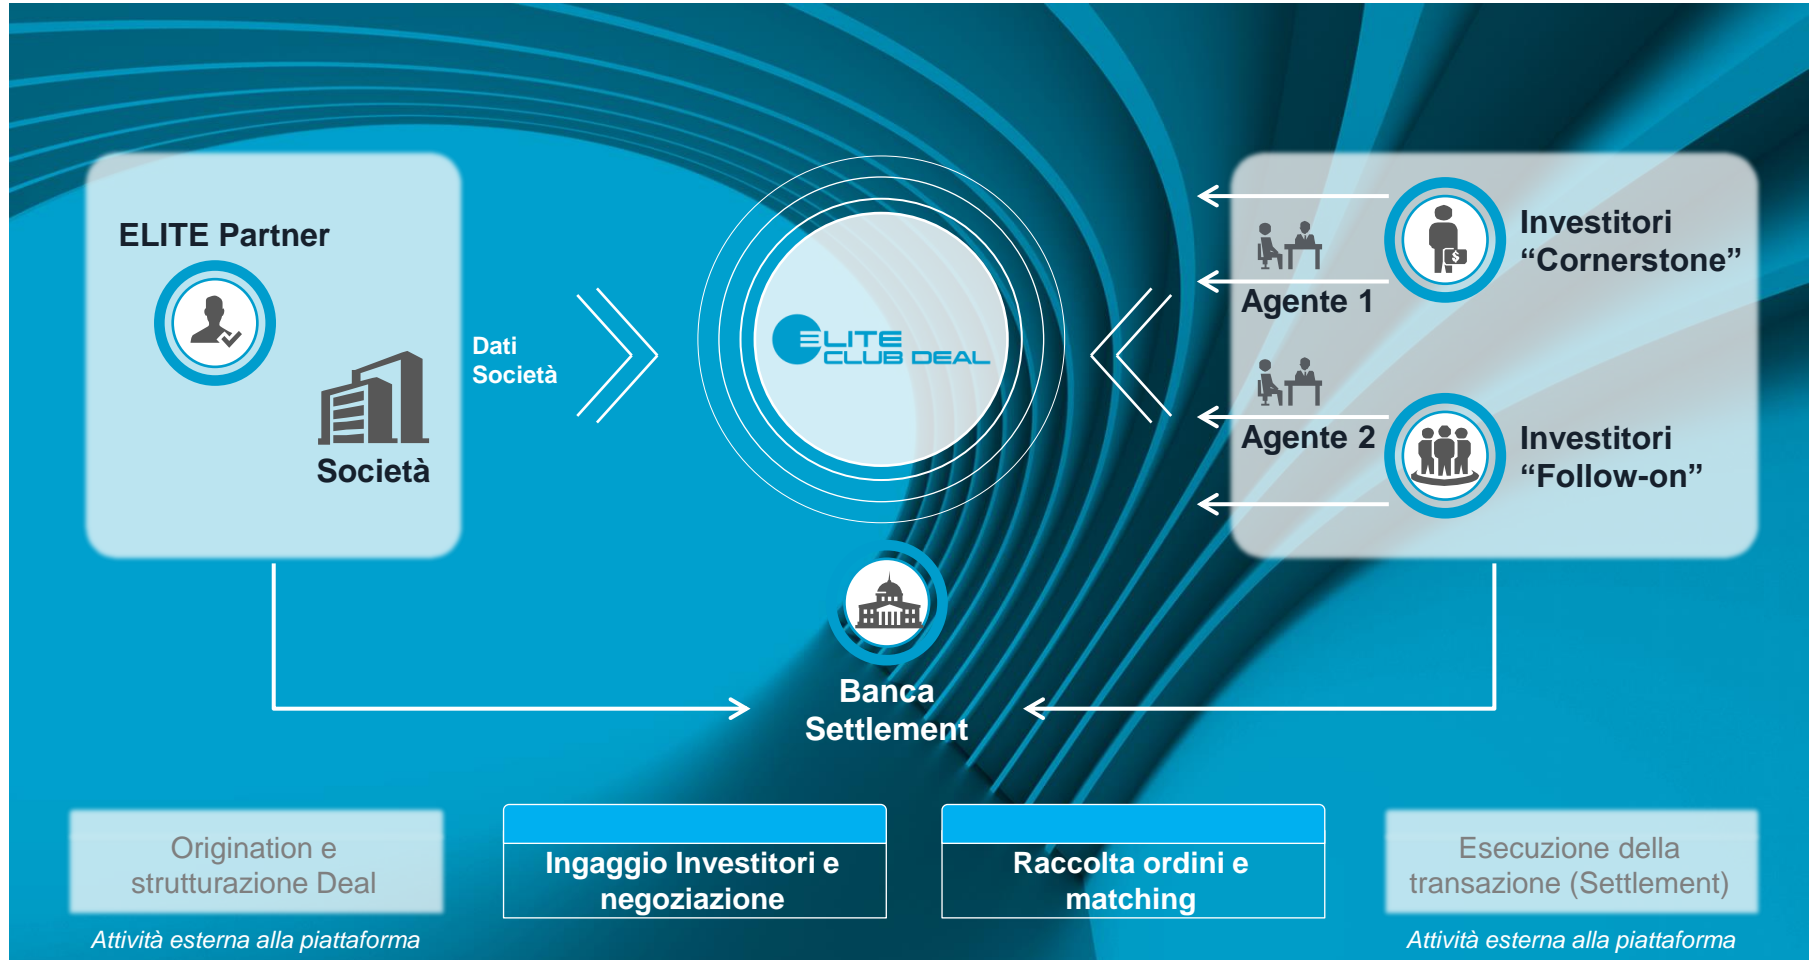 ELITE Partner
Società
Dati
Società
ELITE
CLUB DEAL
Agente 1
Agente 2
Investitori
“Cornerstone”
Investitori
“Follow-on”
Banca
Settlement
Origination e
strutturazione Deal
Attività esterna alla piattaforma
Ingaggio Investitori e
negoziazione
Raccolta ordini e
matching
Esecuzione della
transazione (Settlement)
Attività esterna alla piattaforma